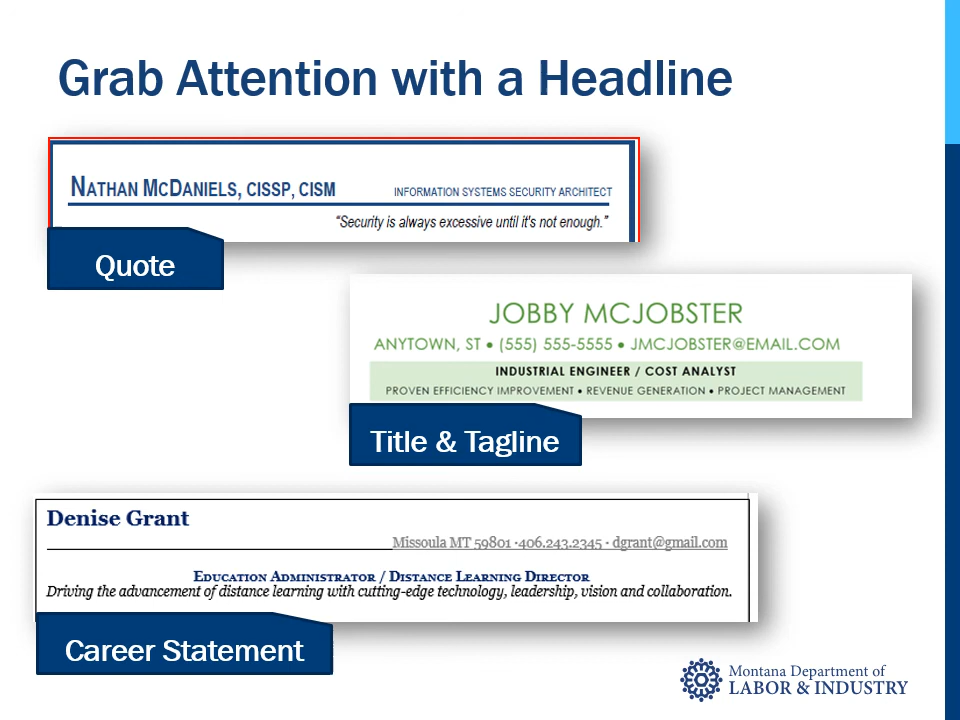 Grab Attention with a Headline
NATHAN MCDANIELS, CISSP, CISM
INFORMATION SYSTEMS SECURITY ARCHITECT
“Security is always excessive until it's not enough.”
Quote
JOBBY MCJOBSTER
ANYTOWN, ST • (555) 555-5555 • JMCJOBSTER@EMAIL.COM
INDUSTRIAL ENGINEER / COST ANALYST
PROVEN EFFICIENCY IMPROVEMENT • REVENUE GENERATION • PROJECT MANAGEMENT
Title & Tagline
Denise Grant
Missoula MT 59801 ·406.243.2345 · dgrant@gmail.com
EDUCATION ADMINISTRATOR / DISTANCE LEARNING DIRECTOR
Driving the advancement of distance learning with cutting-edge technology, leadership, vision and collaboration.
Career Statement
Montana Department of
LABOR & INDUSTRY